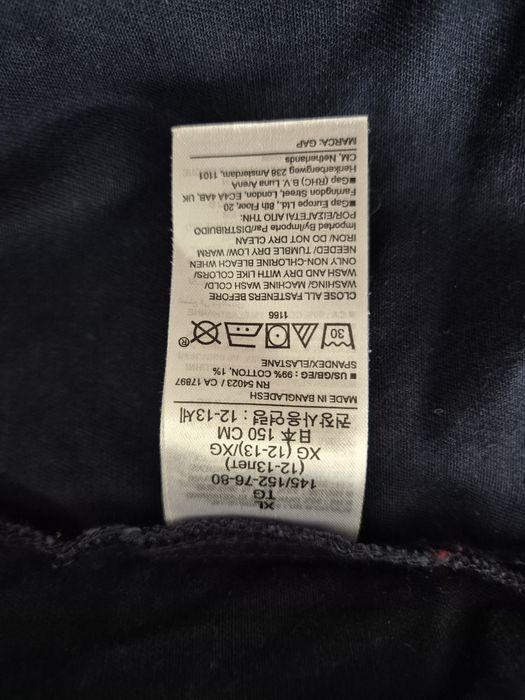 XL
TG
145/152-76-80
(12-13лет)
XG (12-13)/XG
日本 150 CM
권장사용연령 : 12-13세
MADE IN BANGLADESH
RN 54023 / CA 17897
■ US/GB/EG : 99% COTTON, 1%
SPANDEX/ELASTANE
30
1166
CLOSE ALL FASTENERS BEFORE
WASHING/ MACHINE/ WASH COLD/
WASH AND DRY WITH LIKE COLORS/
ONLY NON-CHLORINE BLEACH WHEN
NEEDED/ TUMBLE DRY LOW/ WARM
IRON/ DO NOT DRY CLEAN
Imported By/Importe Par/DISTRIBUIDO
POR/EIZAFETAI APO THN:
■Gap Europe Ltd., 8th Floor, 20
Farringdon Street, London, EC4A 4AB, UK
■Gap (RHC) B.V. Luna ArenA
Herikerbergweg 238 Amsterdam, 1101
CM, Netherlands
MARCA: GAP